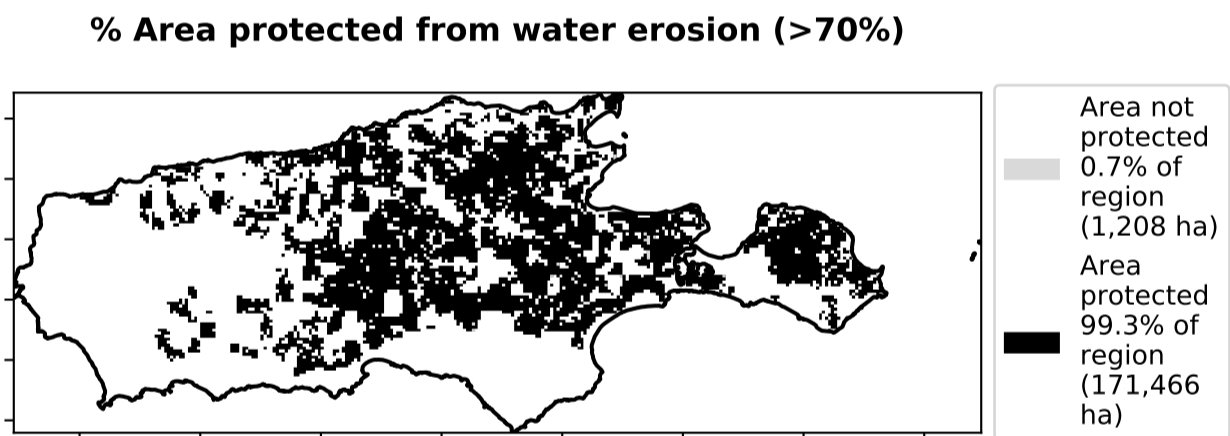 % Area protected from water erosion (>70%)
Area not
protected
0.7% of
region
(1,208 ha)
Area
protected
99.3% of
region
(171,466
ha)